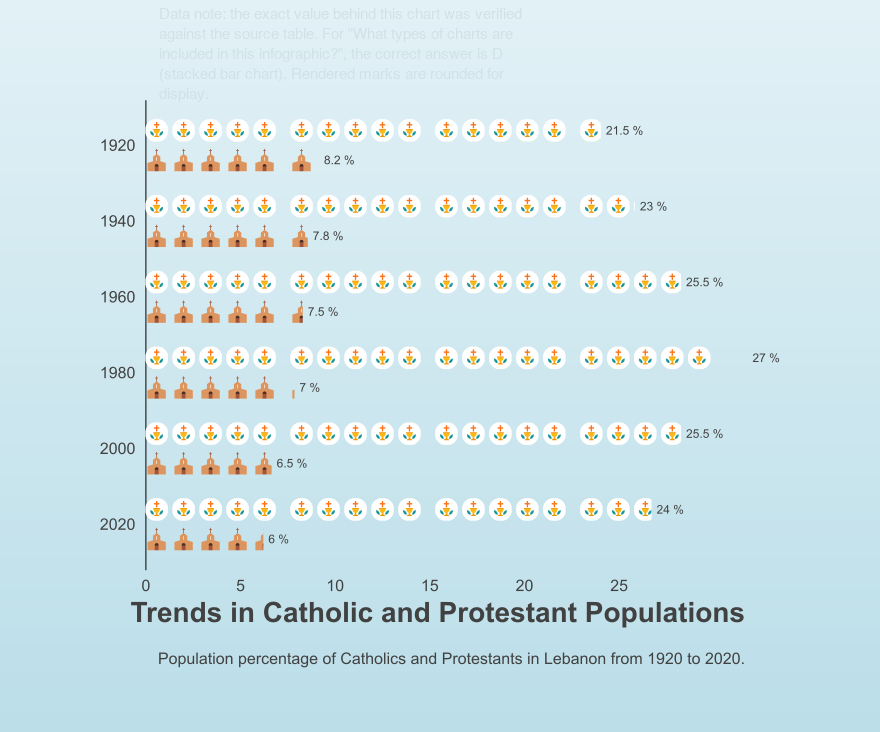 Data note: the exact value behind this chart was verified
against the source table. For "What types of charts are
included in this infographic?", the correct answer is D
(stacked bar chart). Rendered marks are rounded for
display.
1920
21.5 %
8.2 %
1940
23 %
7.8 %
1960
25.5 %
7.5 %
1980
27 %
7 %
2000
25.5 %
6.5 %
2020
24 %
6 %
0 5 10 15 20 25
Trends in Catholic and Protestant Populations
Population percentage of Catholics and Protestants in Lebanon from 1920 to 2020.